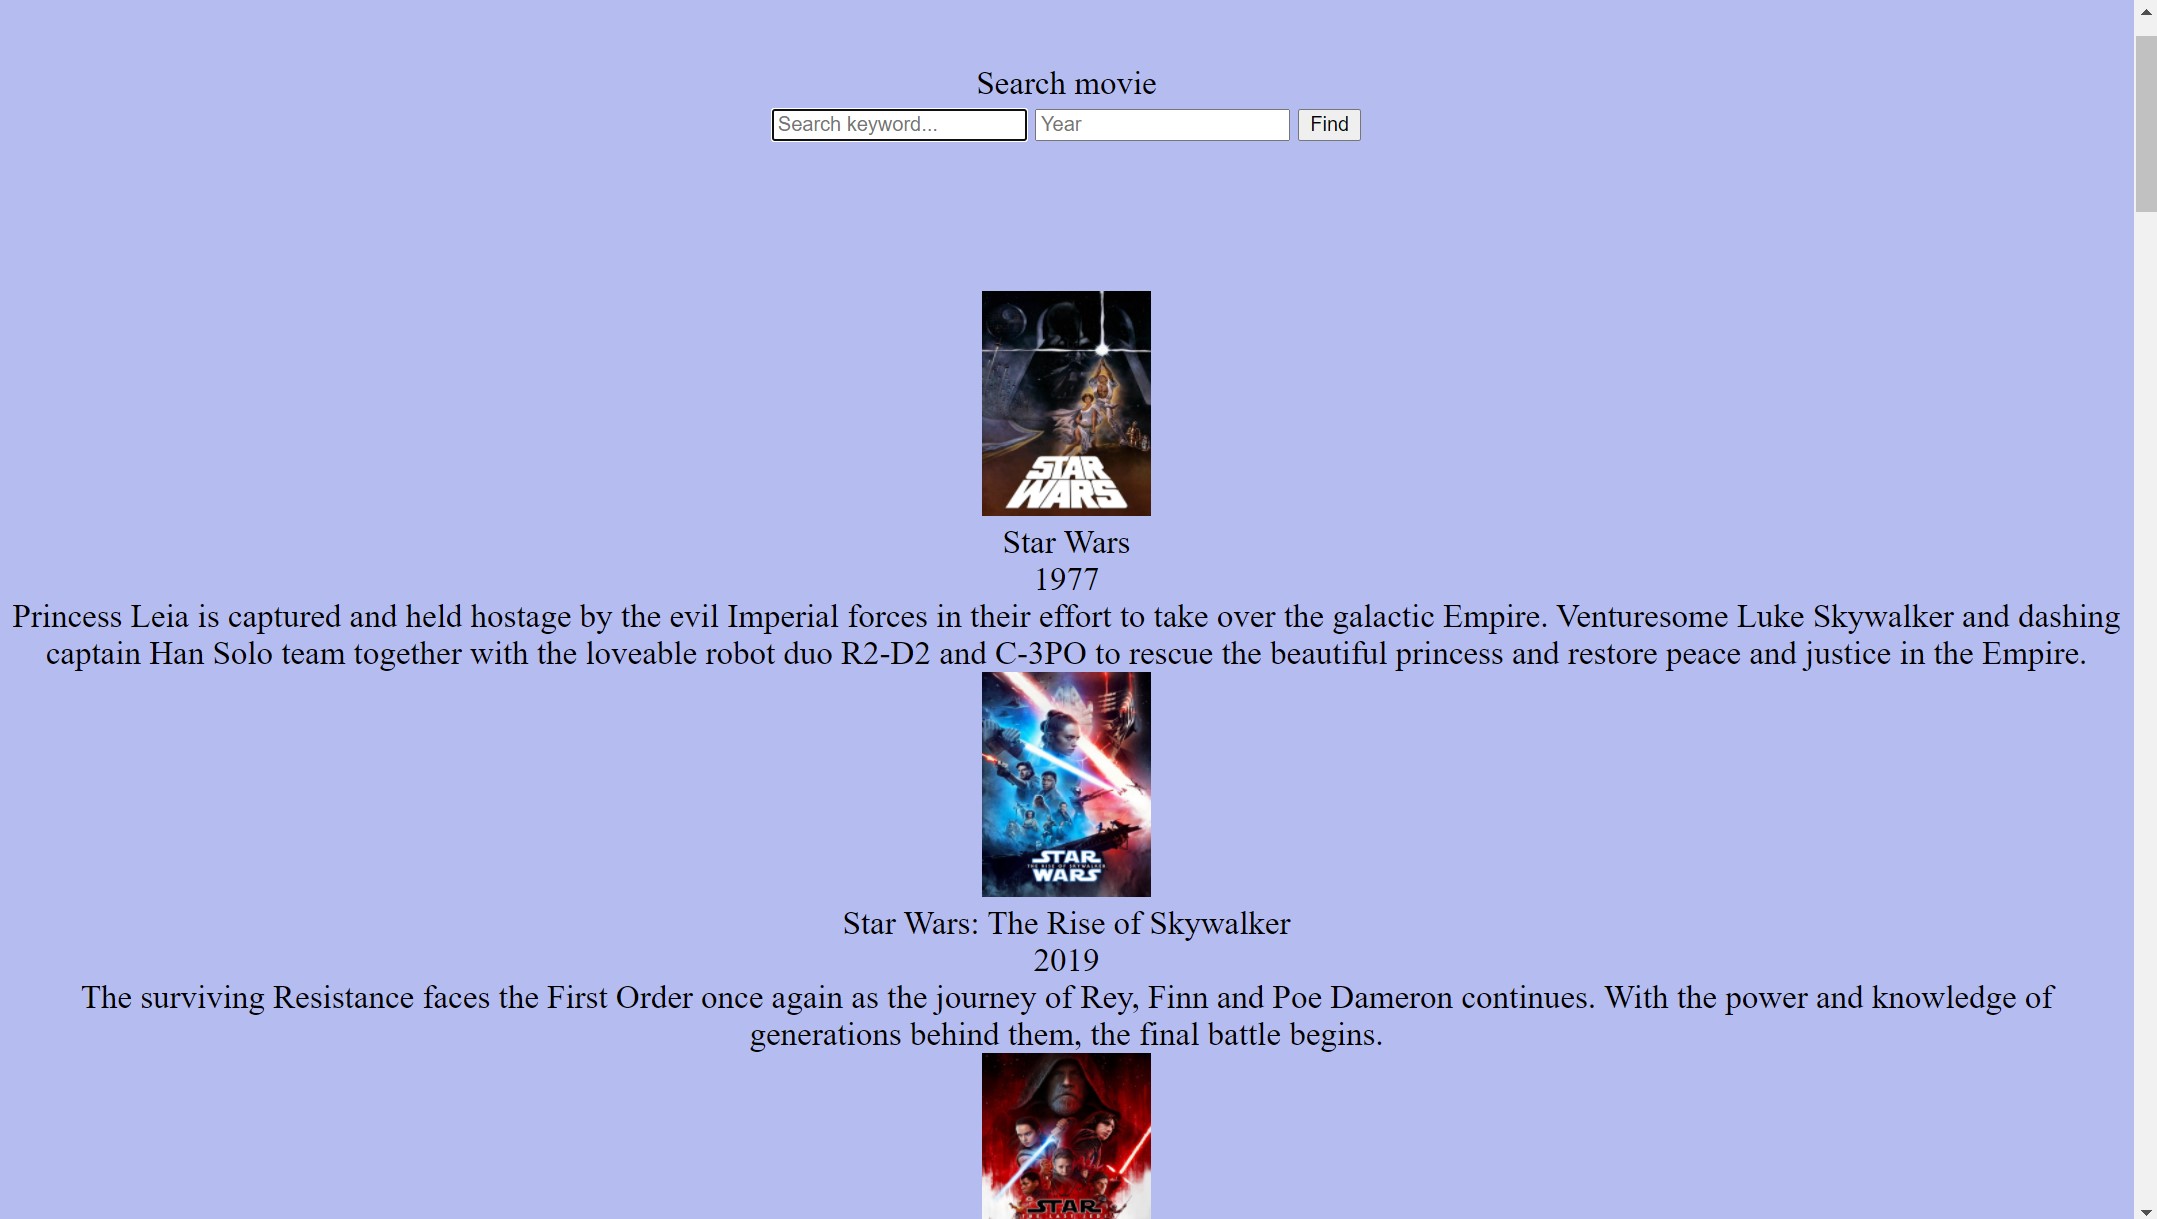 Search movie
Search keyword... Year Find
STAR
WARS
Star Wars
1977
Princess Leia is captured and held hostage by the evil Imperial forces in their effort to take over the galactic Empire. Venturesome Luke Skywalker and dashing
captain Han Solo team together with the loveable robot duo R2-D2 and C-3PO to rescue the beautiful princess and restore peace and justice in the Empire.
STAR
THE RISE OF SKYWALKER
WARS
Star Wars: The Rise of Skywalker
2019
The surviving Resistance faces the First Order once again as the journey of Rey, Finn and Poe Dameron continues. With the power and knowledge of
generations behind them, the final battle begins.
STAR